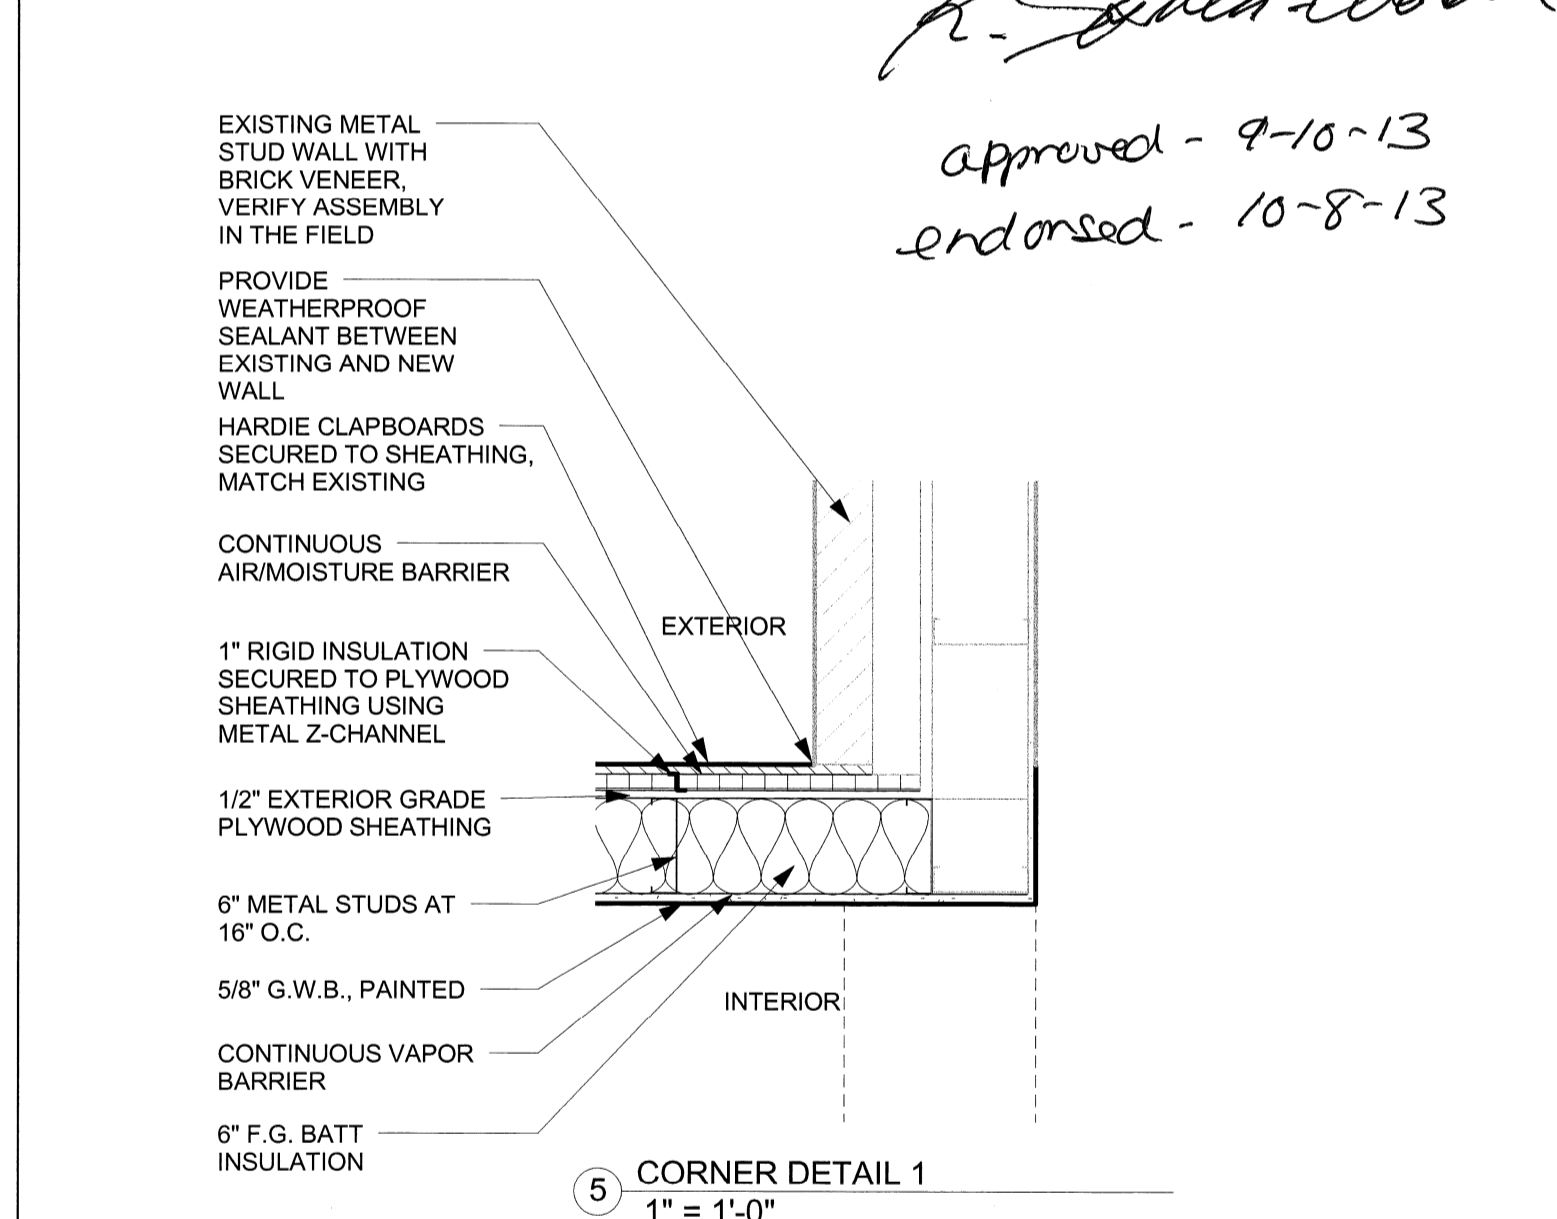 approved - 9-10-13
endorsed - 10-8-13
EXISTING METAL
STUD WALL WITH
BRICK VENEER,
VERIFY ASSEMBLY
IN THE FIELD
PROVIDE
WEATHERPROOF
SEALANT BETWEEN
EXISTING AND NEW
WALL
HARDIE CLAPBOARDS
SECURED TO SHEATHING,
MATCH EXISTING
CONTINUOUS
AIR/MOISTURE BARRIER
1" RIGID INSULATION
SECURED TO PLYWOOD
SHEATHING USING
METAL Z-CHANNEL
1/2" EXTERIOR GRADE
PLYWOOD SHEATHING
6" METAL STUDS AT
16" O.C.
5/8" G.W.B., PAINTED
CONTINUOUS VAPOR
BARRIER
6" F.G. BATT
INSULATION
EXTERIOR
INTERIOR
5 CORNER DETAIL 1
1" = 1'-0"